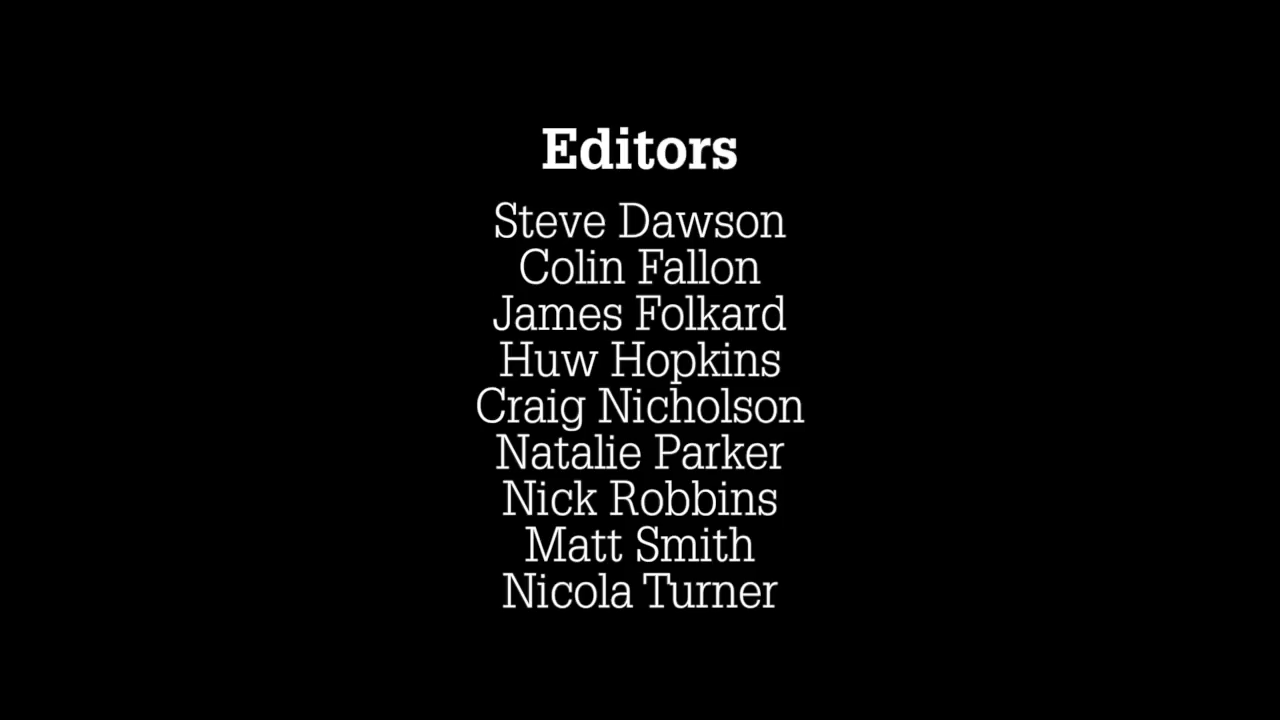 Editors
Steve Dawson
Colin Fallon
James Folkard
Huw Hopkins
Craig Nicholson
Natalie Parker
Nick Robbins
Matt Smith
Nicola Turner